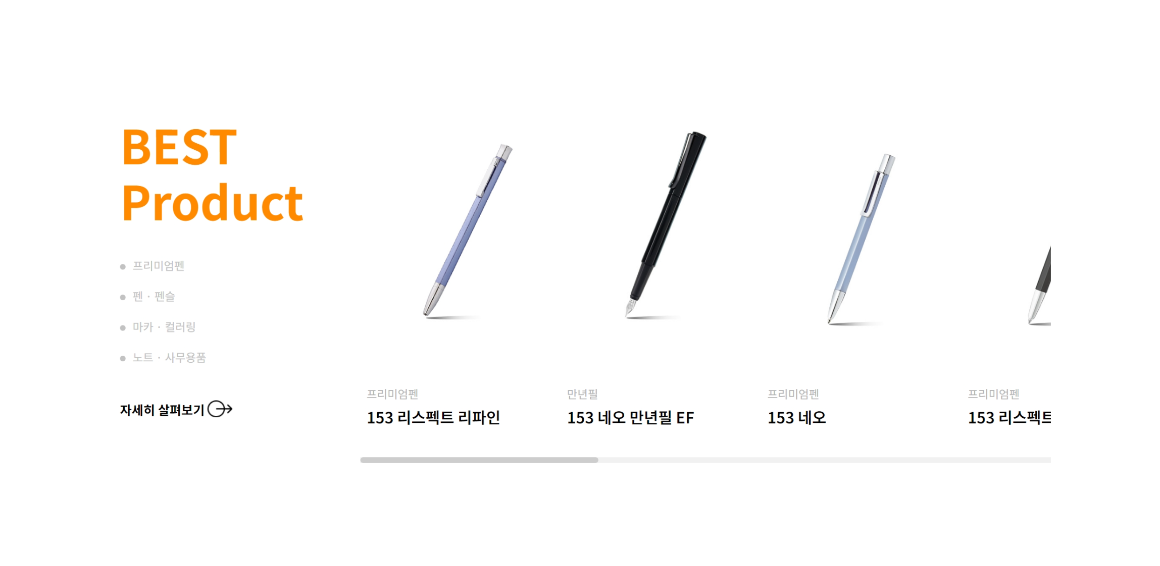 BEST
Product
프리미엄펜
펜 · 펜슬
마카 · 컬러링
노트 · 사무용품
자세히 살펴보기
프리미엄펜
153 리스펙트 리파인
만년필
153 네오 만년필 EF
프리미엄펜
153 네오
프리미엄펜
153 리스펙트